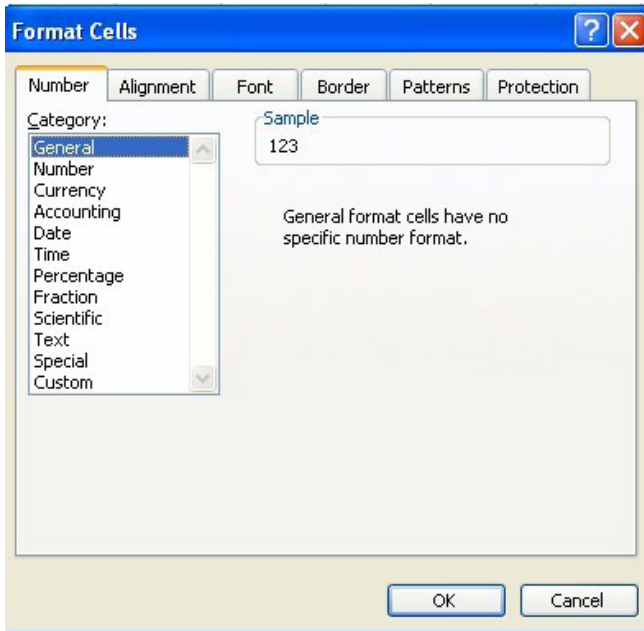 Format Cells
Number Alignment Font Border Patterns Protection
Category:
General
Number
Currency
Accounting
Date
Time
Percentage
Fraction
Scientific
Text
Special
Custom
Sample
123
General format cells have no
specific number format.
OK Cancel